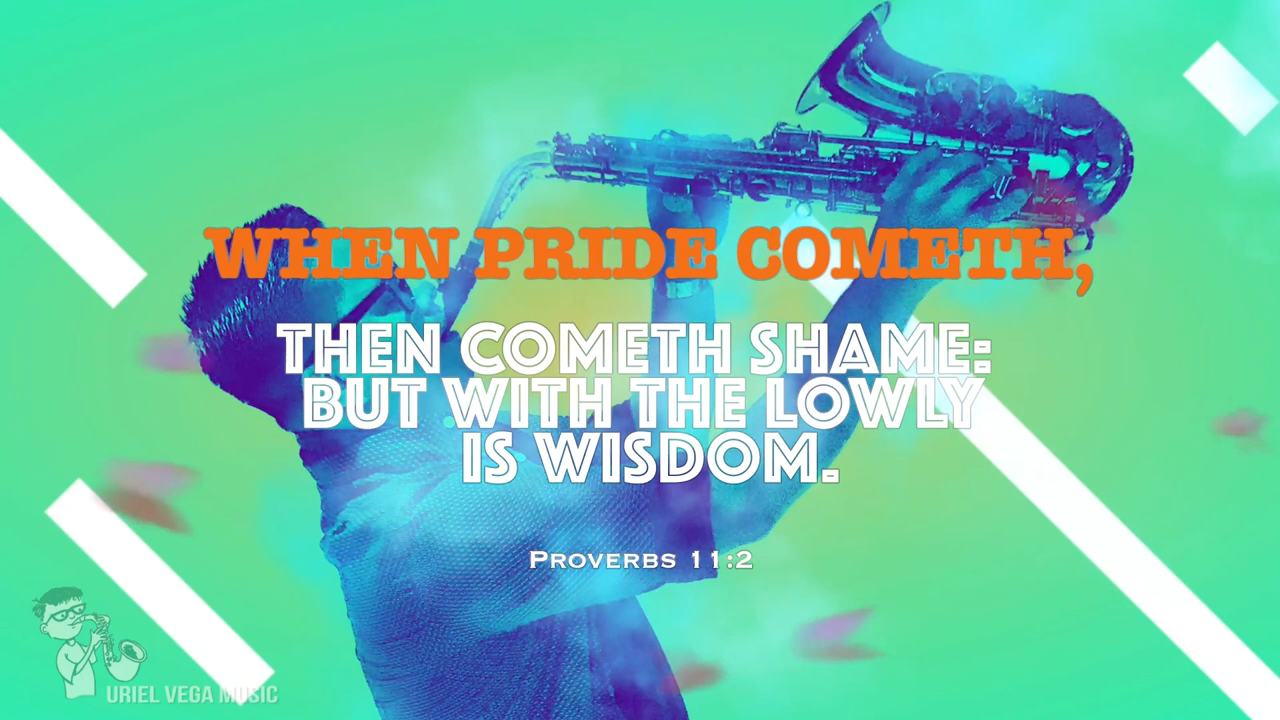 WHEN PRIDE COMETH,
THEN COMETH SHAME:
BUT WITH THE LOWLY
IS WISDOM.
PROVERBS 11:2
URIEL VEGA MUSIC